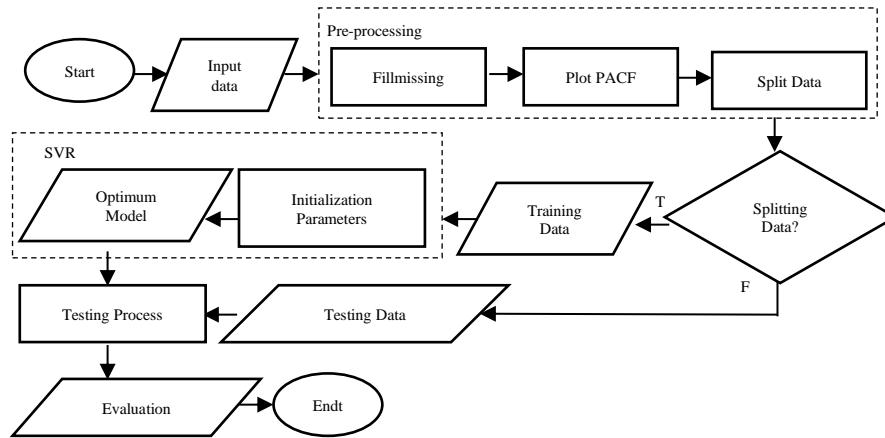 Pre-processing
Start
Input
data
Fillmissing
Plot PACF
Split Data
SVR
Optimum
Model
Initialization
Parameters
Training
Data
T
Splitting
Data?
F
Testing Process
Testing Data
Evaluation
Endt